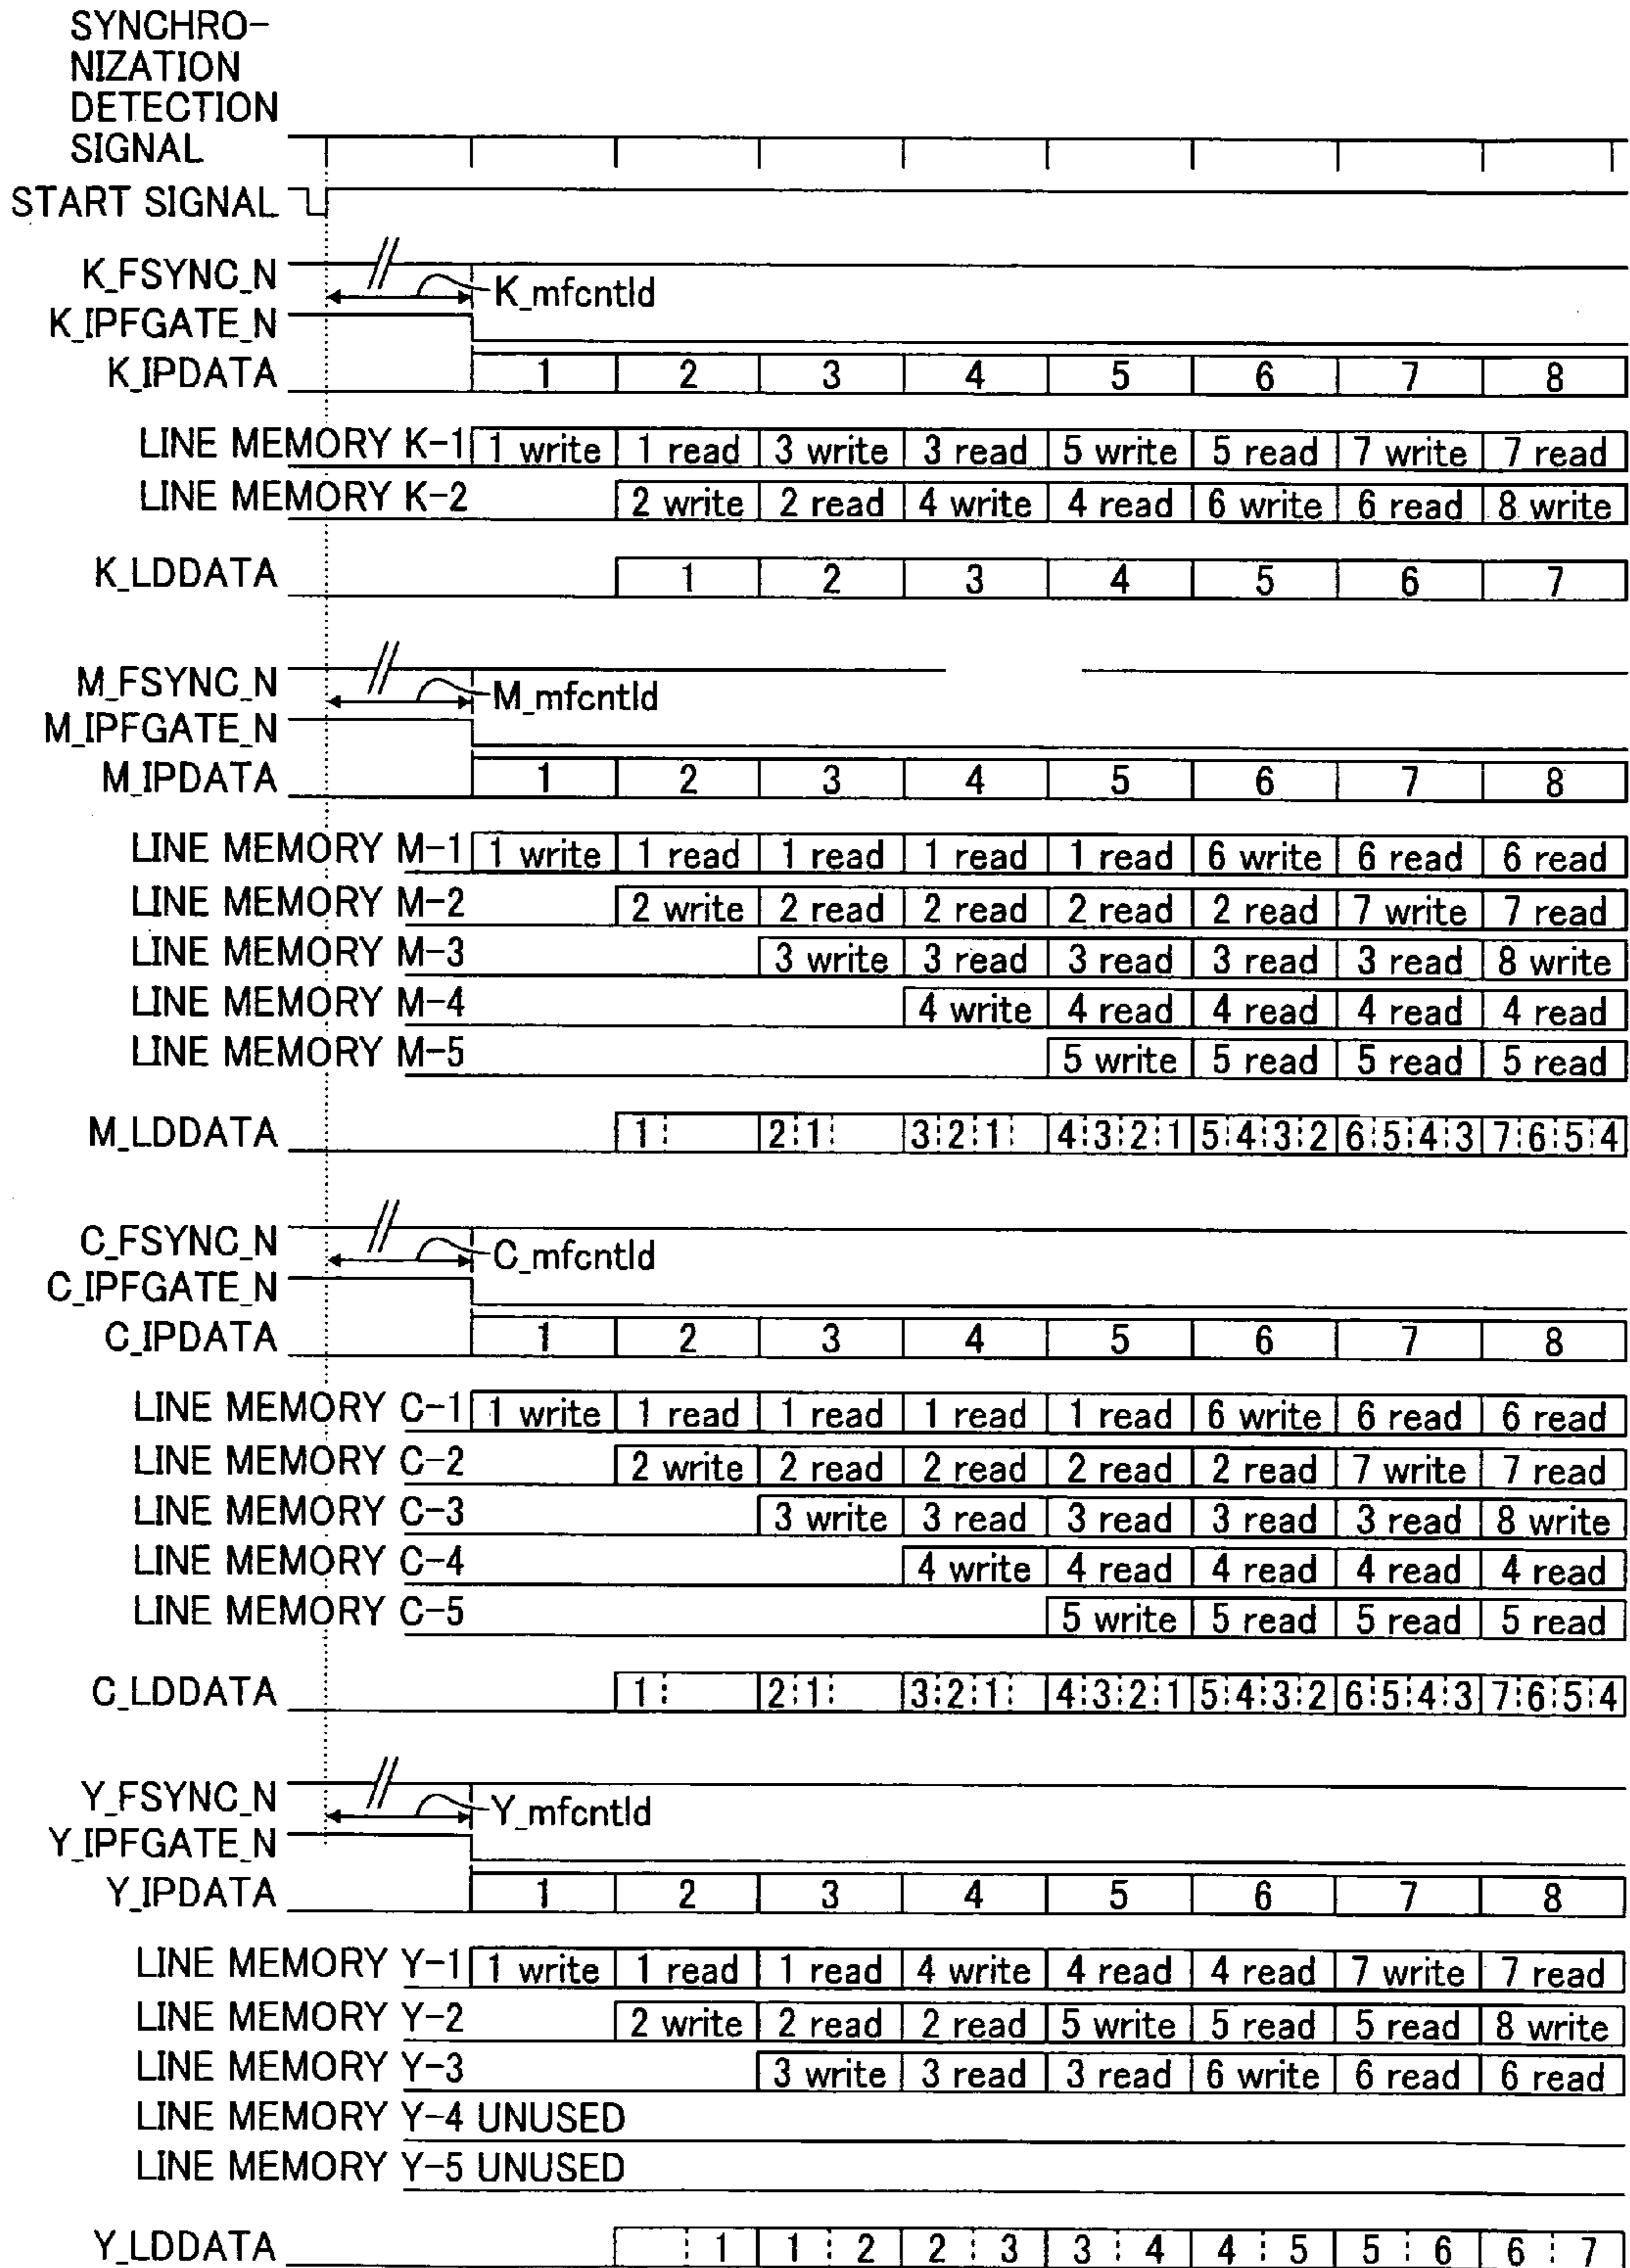 SYNCHRO-
NIZATION
DETECTION
SIGNAL
START SIGNAL
K_FSYNC_N
K_mfcntld
K_IPFGATE_N
K_IPDATA 1 2 3 4 5 6 7 8
LINE MEMORY K-1 1 write 1 read 3 write 3 read 5 write 5 read 7 write 7 read
LINE MEMORY K-2 2 write 2 read 4 write 4 read 6 write 6 read 8 write
K_LDDATA 1 2 3 4 5 6 7
M_FSYNC_N
M_mfcntld
M_IPFGATE_N
M_IPDATA 1 2 3 4 5 6 7 8
LINE MEMORY M-1 1 write 1 read 1 read 1 read 1 read 6 write 6 read 6 read
LINE MEMORY M-2 2 write 2 read 2 read 2 read 2 read 7 write 7 read
LINE MEMORY M-3 3 write 3 read 3 read 3 read 3 read 8 write
LINE MEMORY M-4 4 write 4 read 4 read 4 read 4 read
LINE MEMORY M-5 5 write 5 read 5 read 5 read
M_LDDATA 1 2 1 3 2 1 4 3 2 1 5 4 3 2 6 5 4 3 7 6 5 4
C_FSYNC_N
C_mfcntld
C_IPFGATE_N
C_IPDATA 1 2 3 4 5 6 7 8
LINE MEMORY C-1 1 write 1 read 1 read 1 read 1 read 6 write 6 read 6 read
LINE MEMORY C-2 2 write 2 read 2 read 2 read 2 read 7 write 7 read
LINE MEMORY C-3 3 write 3 read 3 read 3 read 3 read 8 write
LINE MEMORY C-4 4 write 4 read 4 read 4 read 4 read
LINE MEMORY C-5 5 write 5 read 5 read 5 read
C_LDDATA 1 2 1 3 2 1 4 3 2 1 5 4 3 2 6 5 4 3 7 6 5 4
Y_FSYNC_N
Y_mfcntld
Y_IPFGATE_N
Y_IPDATA 1 2 3 4 5 6 7 8
LINE MEMORY Y-1 1 write 1 read 1 read 4 write 4 read 4 read 7 write 7 read
LINE MEMORY Y-2 2 write 2 read 2 read 5 write 5 read 5 read 8 write
LINE MEMORY Y-3 3 write 3 read 3 read 6 write 6 read 6 read
LINE MEMORY Y-4 UNUSED
LINE MEMORY Y-5 UNUSED
Y_LDDATA 1 1 2 2 3 3 4 4 5 5 6 6 7